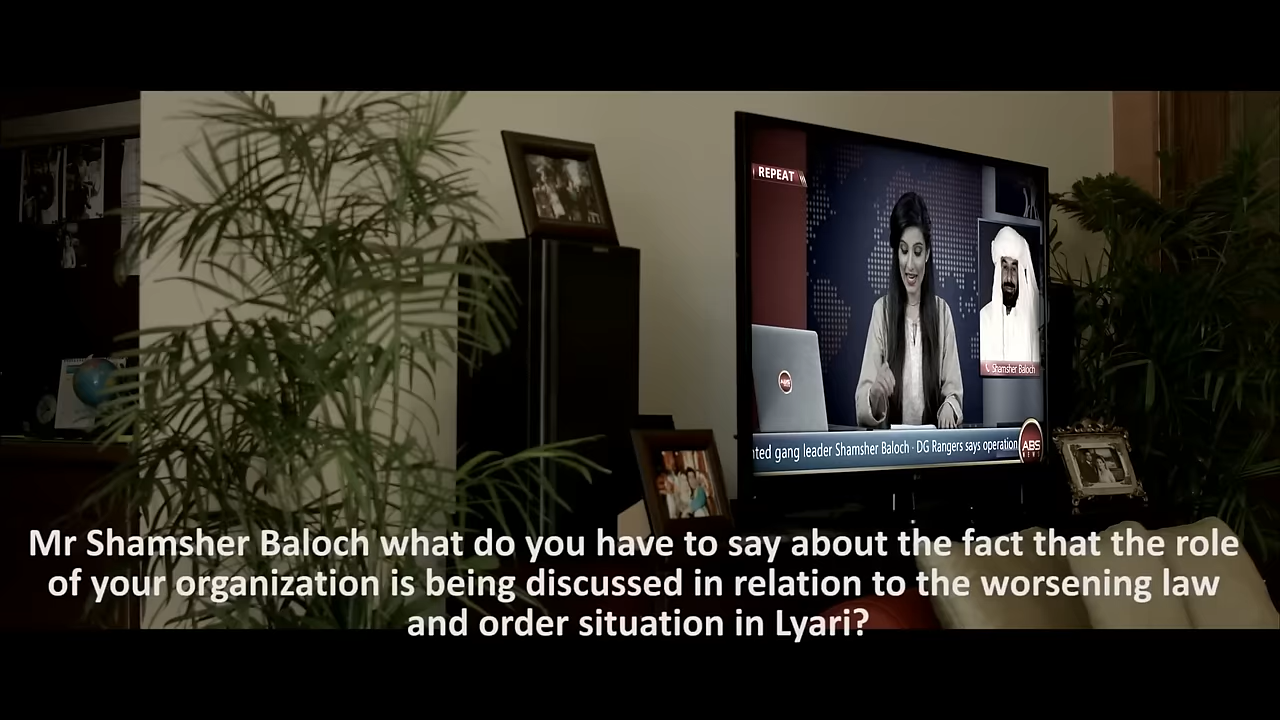 REPEAT
ABS
Shamsher Baloch
ted gang leader Shamsher Baloch - DG Rangers says operation
ABS
NEWS
Mr Shamsher Baloch what do you have to say about the fact that the role
of your organization is being discussed in relation to the worsening law
and order situation in Lyari?